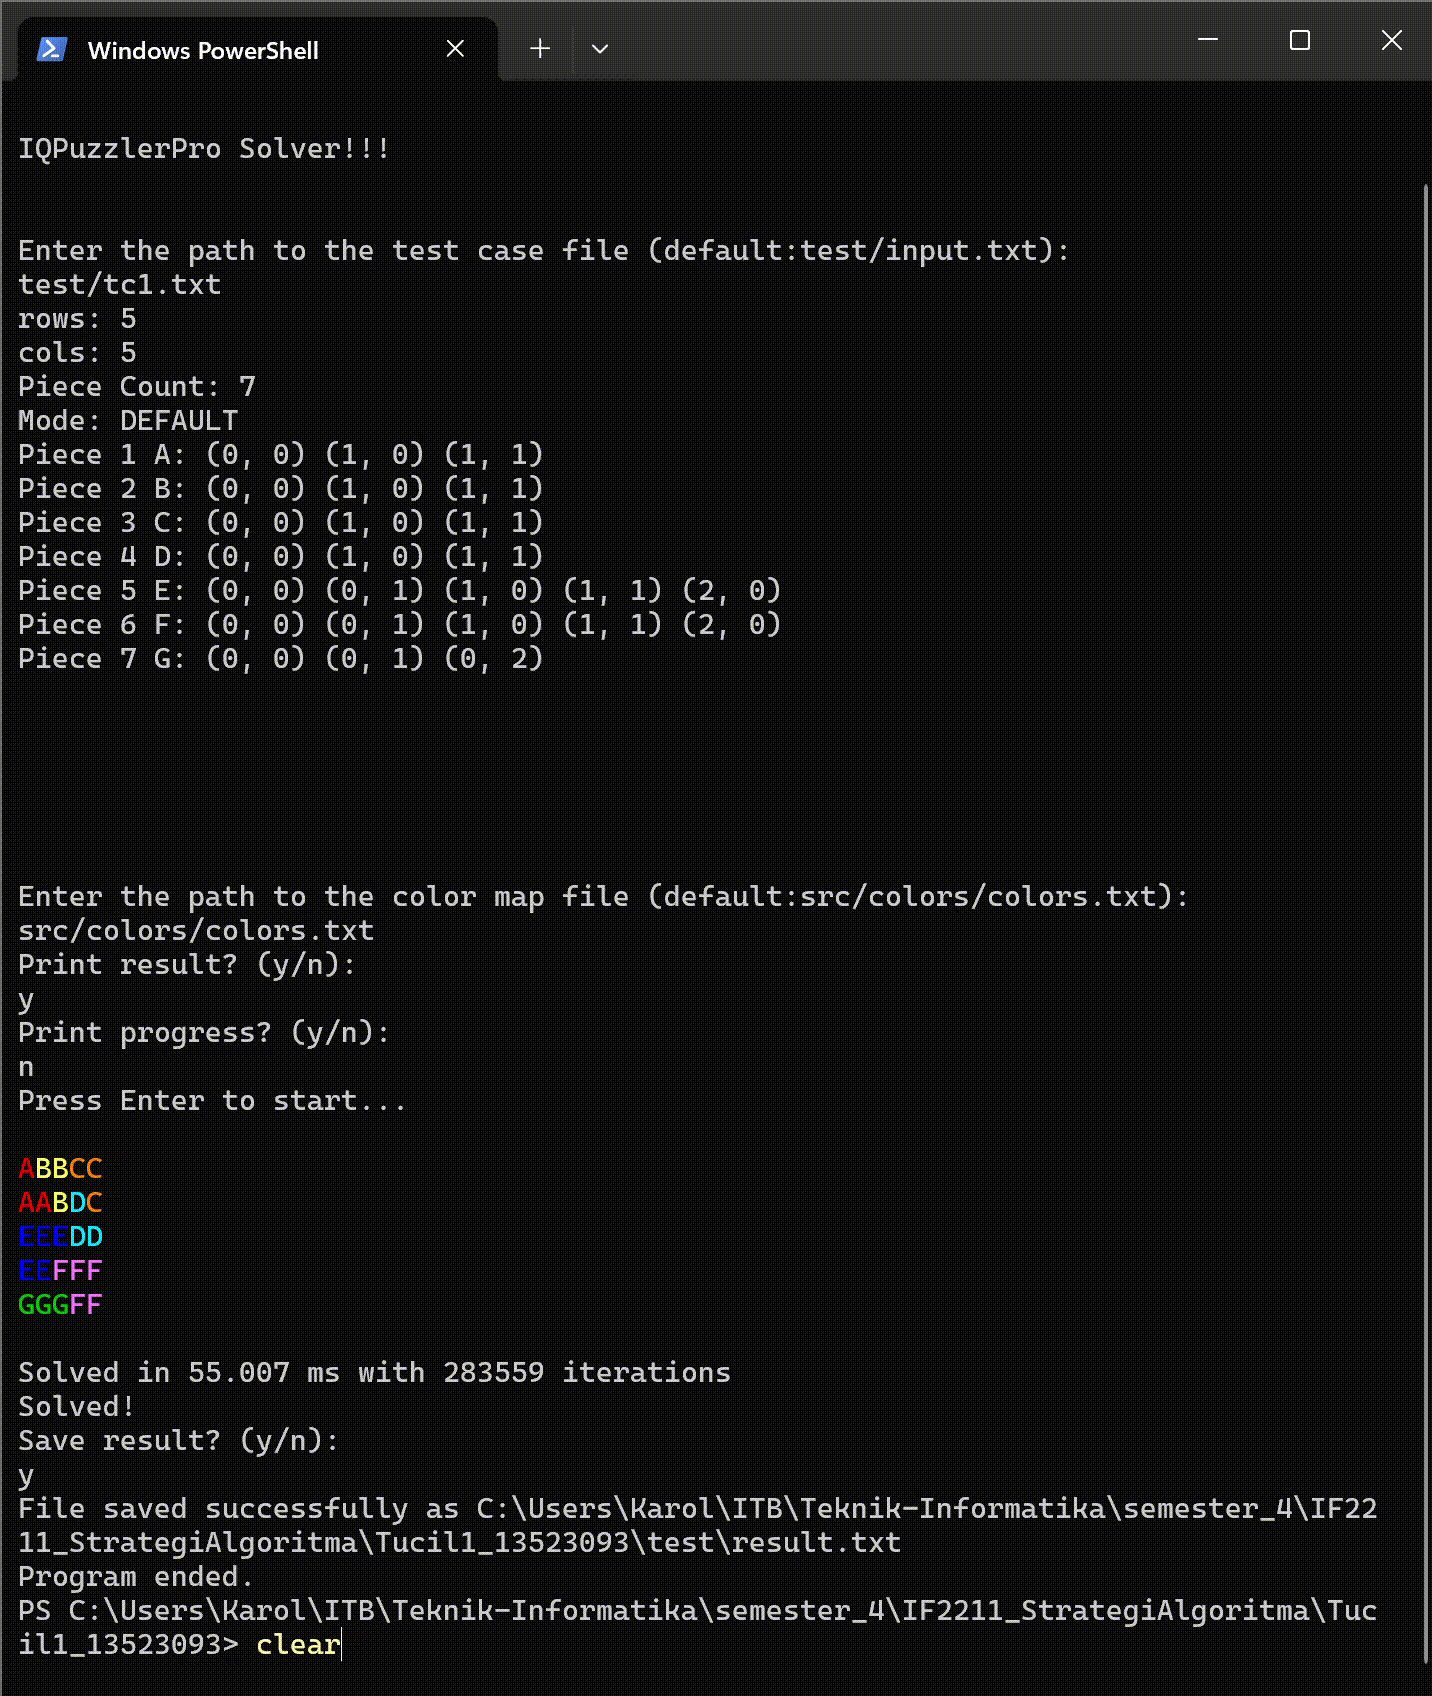 Windows PowerShell
IQPuzzlerPro Solver!!!
Enter the path to the test case file (default:test/input.txt):
test/tc1.txt
rows: 5
cols: 5
Piece Count: 7
Mode: DEFAULT
Piece 1 A: (0, 0) (1, 0) (1, 1)
Piece 2 B: (0, 0) (1, 0) (1, 1)
Piece 3 C: (0, 0) (1, 0) (1, 1)
Piece 4 D: (0, 0) (1, 0) (1, 1)
Piece 5 E: (0, 0) (0, 1) (1, 0) (1, 1) (2, 0)
Piece 6 F: (0, 0) (0, 1) (1, 0) (1, 1) (2, 0)
Piece 7 G: (0, 0) (0, 1) (0, 2)
Enter the path to the color map file (default:src/colors/colors.txt):
src/colors/colors.txt
Print result? (y/n):
y
Print progress? (y/n):
n
Press Enter to start...
ABBCC
AABDC
EEEDD
EEFFF
GGGFF
Solved in 55.007 ms with 283559 iterations
Solved!
Save result? (y/n):
y
File saved successfully as C:\Users\Karol\ITB\Teknik-Informatika\semester_4\IF22
11_StrategiAlgoritma\Tucil1_13523093\test\result.txt
Program ended.
PS C:\Users\Karol\ITB\Teknik-Informatika\semester_4\IF2211_StrategiAlgoritma\Tuc
il1_13523093> clear